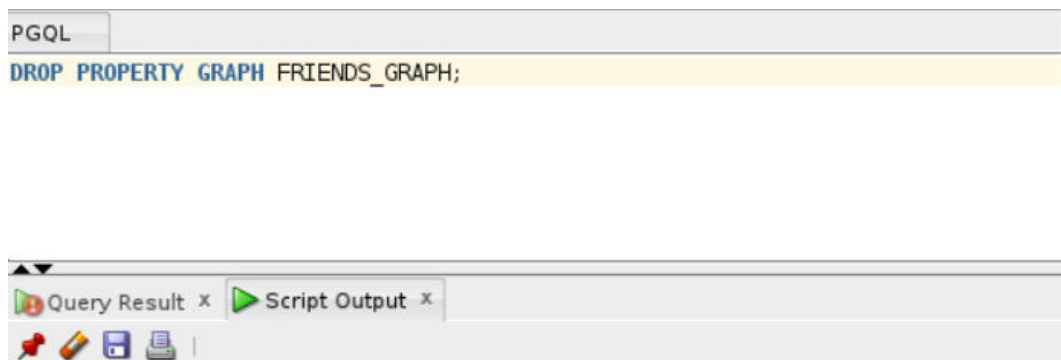 PGQL
DROP PROPERTY GRAPH FRIENDS_GRAPH;
Query Result x Script Output x